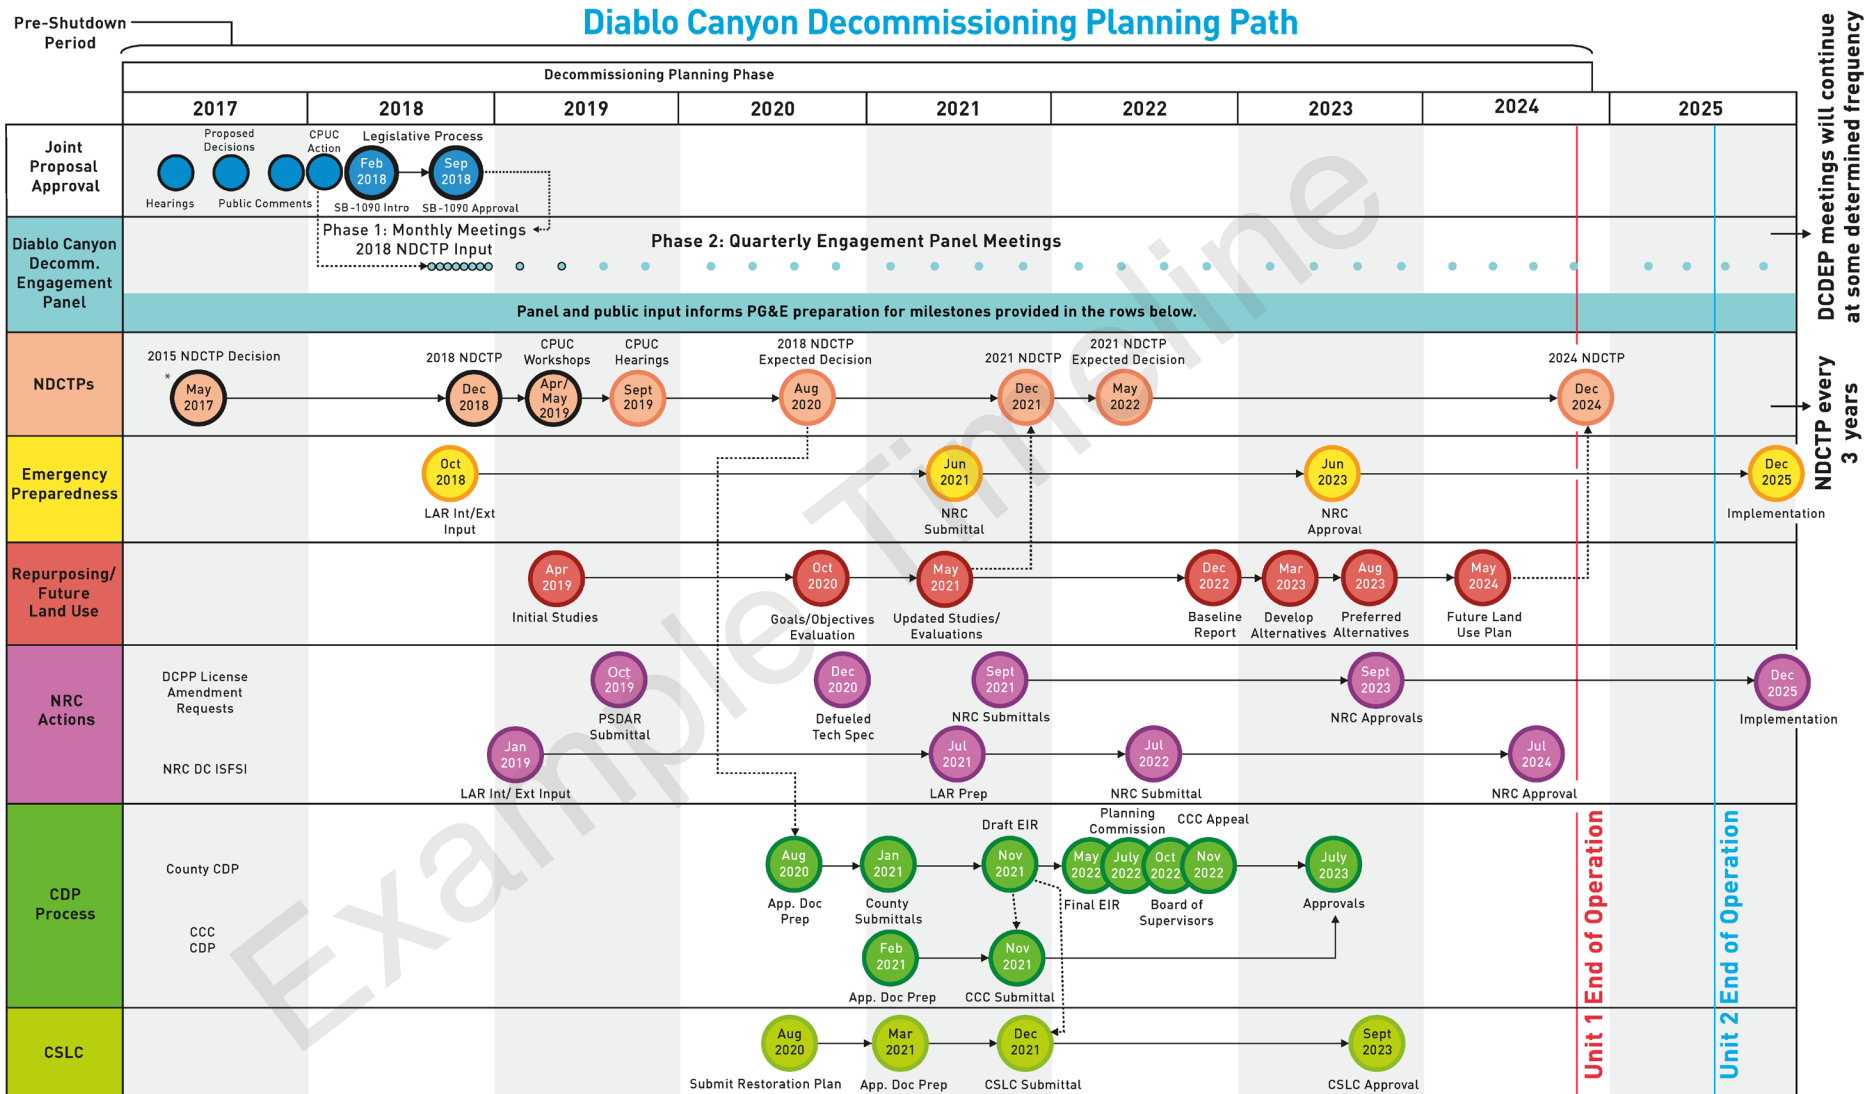 Diablo Canyon Decommissioning Planning Path
Pre-Shutdown
Period
Decommissioning Planning Phase
2017
2018
2019
2020
2021
2022
2023
2024
2025
DCDEP meetings will continue
at some determined frequency
NDCTP every
3 years
Joint
Proposal
Approval
Proposed
Decisions
CPUC
Action
Legislative Process
Feb
2018
Sep
2018
Hearings
Public Comments
SB-1090 Intro
SB-1090 Approval
Diablo Canyon
Decomm.
Engagement
Panel
Phase 1: Monthly Meetings
2018 NDCTP Input
Phase 2: Quarterly Engagement Panel Meetings
Panel and public input informs PG&E preparation for milestones provided in the rows below.
NDCTPs
2015 NDCTP Decision
*
May
2017
2018 NDCTP
Dec
2018
CPUC
Workshops
Apr/
May
2019
CPUC
Hearings
Sept
2019
2018 NDCTP
Expected Decision
Aug
2020
2021 NDCTP
Dec
2021
2021 NDCTP
Expected Decision
May
2022
2024 NDCTP
Dec
2024
Emergency
Preparedness
Oct
2018
LAR Int/Ext
Input
Jun
2021
NRC
Submittal
Jun
2023
NRC
Approval
Dec
2025
Implementation
Repurposing/
Future
Land Use
Apr
2019
Initial Studies
Oct
2020
Goals/Objectives
Evaluation
May
2021
Updated Studies/
Evaluations
Dec
2022
Baseline
Report
Mar
2023
Develop
Alternatives
Aug
2023
Preferred
Alternatives
May
2024
Future Land
Use Plan
NRC
Actions
DCPP License
Amendment
Requests
Oct
2019
PSDAR
Submittal
Dec
2020
Defueled
Tech Spec
Sept
2021
NRC Submittals
Sept
2023
NRC Approvals
Dec
2025
Implementation
NRC DC ISFSI
Jan
2019
LAR Int/ Ext Input
Jul
2021
LAR Prep
Jul
2022
NRC Submittal
Jul
2024
NRC Approval
CDP
Process
County CDP
Aug
2020
App. Doc
Prep
Jan
2021
County
Submittals
Draft EIR
Nov
2021
Planning
Commission
CCC Appeal
May
2022
July
2022
Oct
2022
Nov
2022
Final EIR
Board of
Supervisors
July
2023
Approvals
CCC
CDP
Feb
2021
App. Doc Prep
Nov
2021
CCC Submittal
CSLC
Aug
2020
Submit Restoration Plan
Mar
2021
App. Doc Prep
Dec
2021
CSLC Submittal
Sept
2023
CSLC Approval
Unit 1 End of Operation
Unit 2 End of Operation
Example Timeline